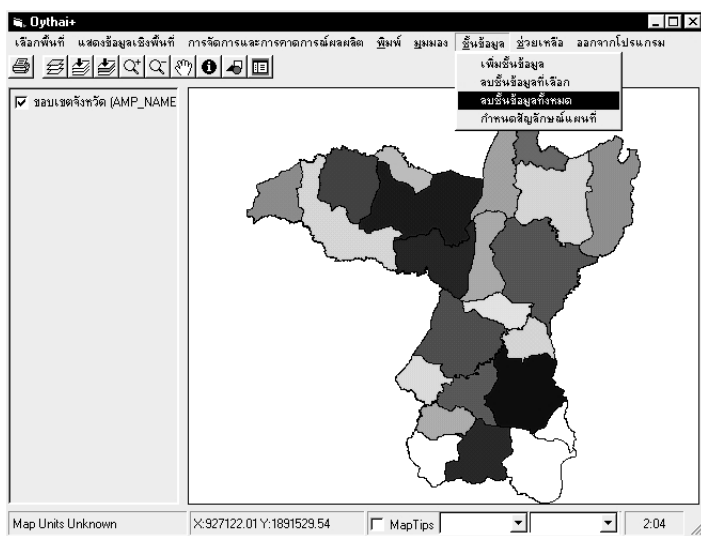 Oythai+
เลือกพื้นที่ แสดงข้อมูลเชิงพื้นที่ การจัดการและการคาดการณ์ผลผลิต พิมพ์ มุมมอง ชั้นข้อมูล ช่วยเหลือ ออกจากโปรแกรม
เพิ่มชั้นข้อมูล
ลบชั้นข้อมูลที่เลือก
ลบชั้นข้อมูลทั้งหมด
กำหนดสัญลักษณ์แผนที่
ขอบเขตจังหวัด (AMP_NAME
Map Units Unknown X:927122.01 Y:1891529.54 MapTips 2:04